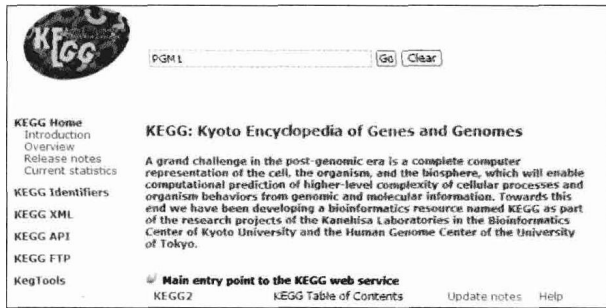 KEGG
PGM1 Go Clear
KEGG Home
Introduction
Overview
Release notes
Current statistics
KEGG Identifiers
KEGG XML
KEGG API
KEGG FTP
KegTools
KEGG: Kyoto Encyclopedia of Genes and Genomes
A grand challenge in the post-genomic era is a complete computer
representation of the cell, the organism, and the biosphere, which will enable
computational prediction of higher-level complexity of cellular processes and
organism behaviors from genomic and molecular information. Towards this
end we have been developing a bioinformatics resource named KEGG as part
of the research projects of the Kanehisa Laboratories in the Bioinformatics
Center of Kyoto University and the Human Genome Center of the University
of Tokyo.
Main entry point to the KEGG web service
KEGG2 KEGG Table of Contents Update notes Help